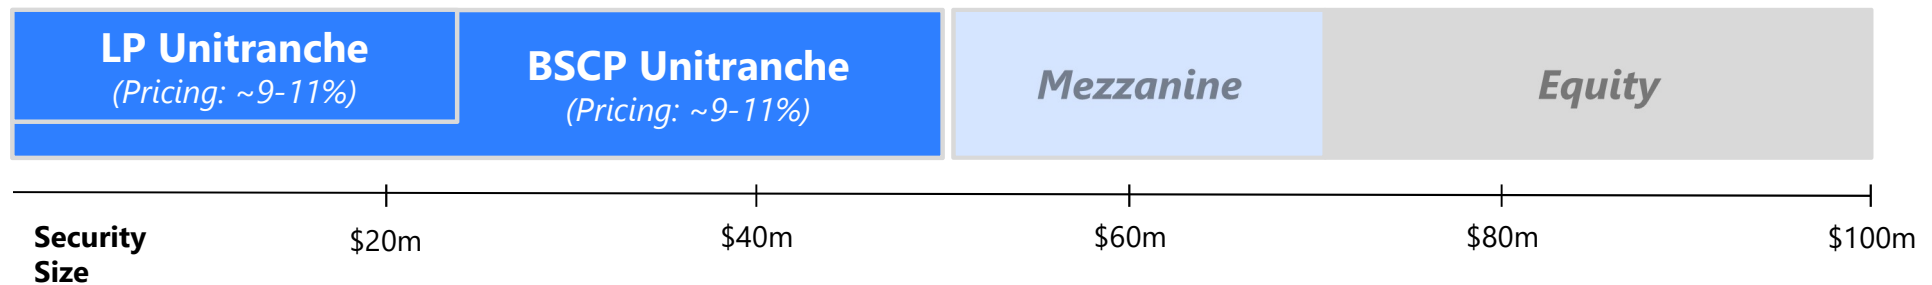 LP Unitranche
(Pricing: ~9-11%)
BSCP Unitranche
(Pricing: ~9-11%)
Mezzanine
Equity
Security
Size
$20m
$40m
$60m
$80m
$100m